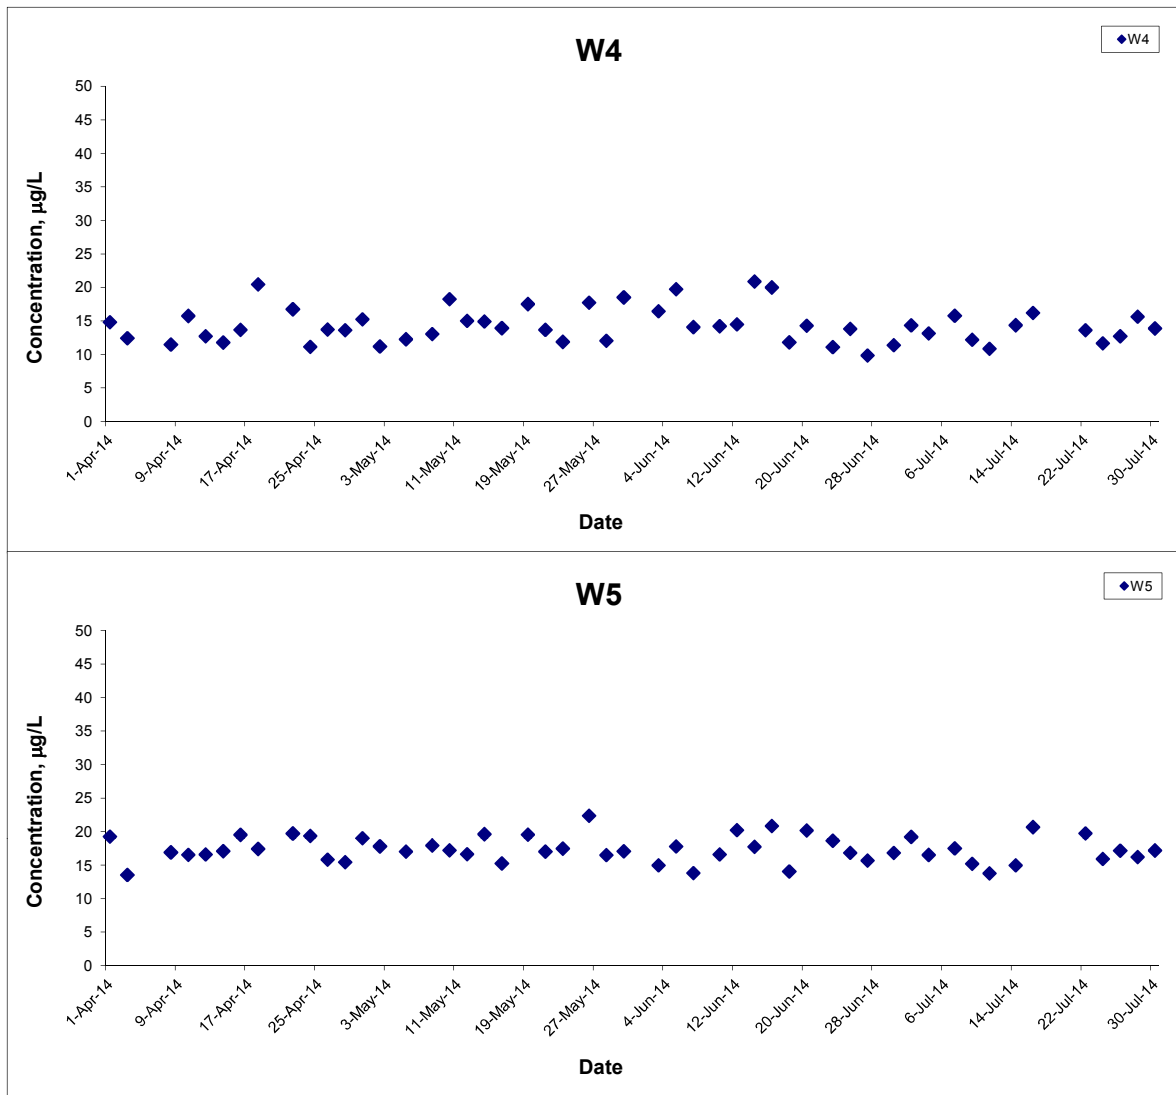 W4
W4
50
45
40
35
30
25
20
15
10
5
0
Concentration, µg/L
1-Apr-14
9-Apr-14
17-Apr-14
25-Apr-14
3-May-14
11-May-14
19-May-14
27-May-14
4-Jun-14
12-Jun-14
20-Jun-14
28-Jun-14
6-Jul-14
14-Jul-14
22-Jul-14
30-Jul-14
Date
W5
W5
50
45
40
35
30
25
20
15
10
5
0
Concentration, µg/L
1-Apr-14
9-Apr-14
17-Apr-14
25-Apr-14
3-May-14
11-May-14
19-May-14
27-May-14
4-Jun-14
12-Jun-14
20-Jun-14
28-Jun-14
6-Jul-14
14-Jul-14
22-Jul-14
30-Jul-14
Date